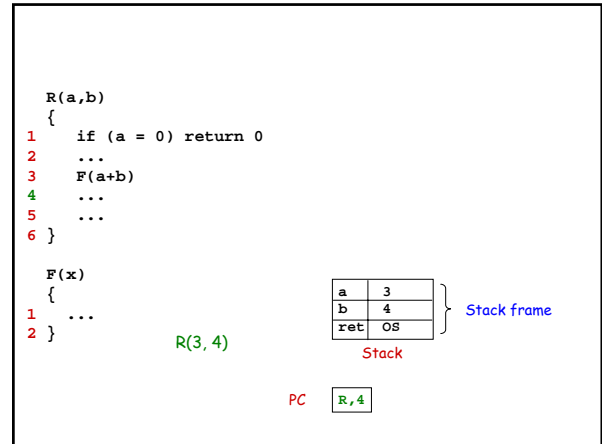 R(a,b)
{
1 if (a = 0) return 0
2 ...
3 F(a+b)
4 ...
5 ...
6 }
F(x)
{
1 ...
2 }
R(3, 4)
a 3
b 4
ret OS
Stack frame
Stack
PC R,4